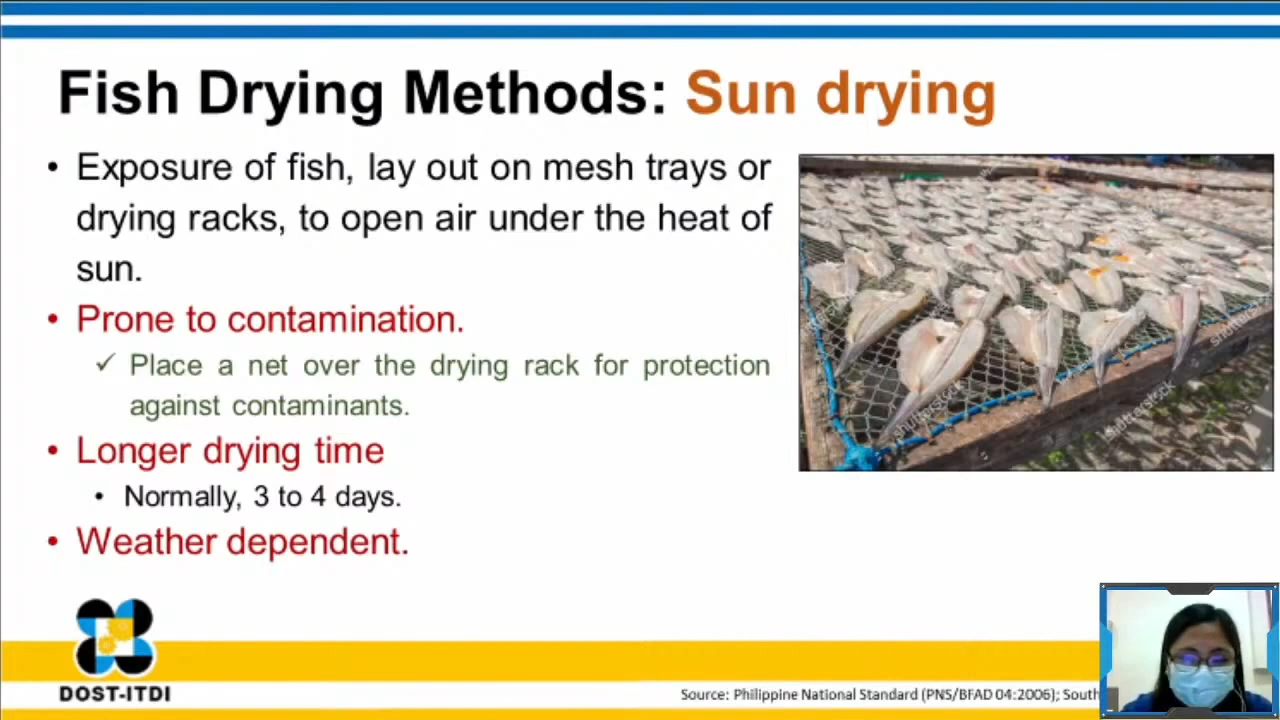 Fish Drying Methods: Sun drying
• Exposure of fish, lay out on mesh trays or
drying racks, to open air under the heat of
sun.
• Prone to contamination.
✓ Place a net over the drying rack for protection
against contaminants.
• Longer drying time
• Normally, 3 to 4 days.
• Weather dependent.
shutterstock
shutterstock
shutterstock
DOST-ITDI
Source: Philippine National Standard (PNS/BFAD 04:2006); South